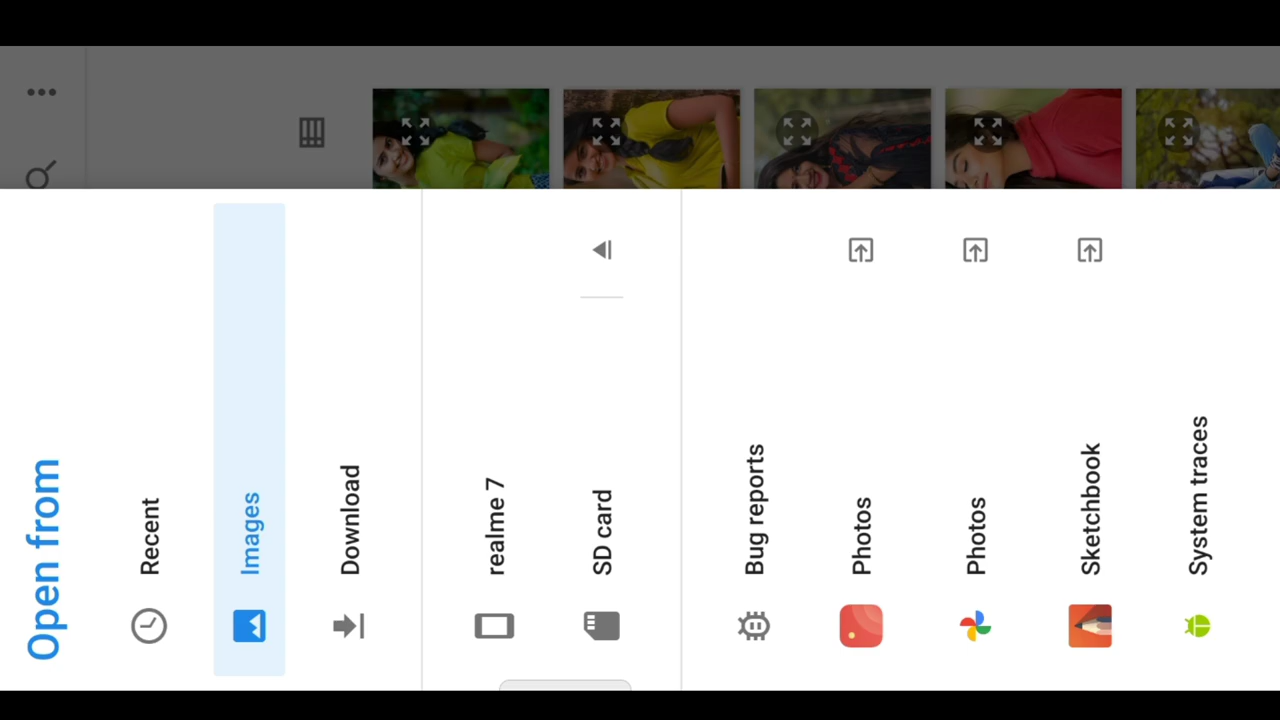 Open from
Recent
Images
Download
realme 7
SD card
Bug reports
Photos
Photos
Sketchbook
System traces